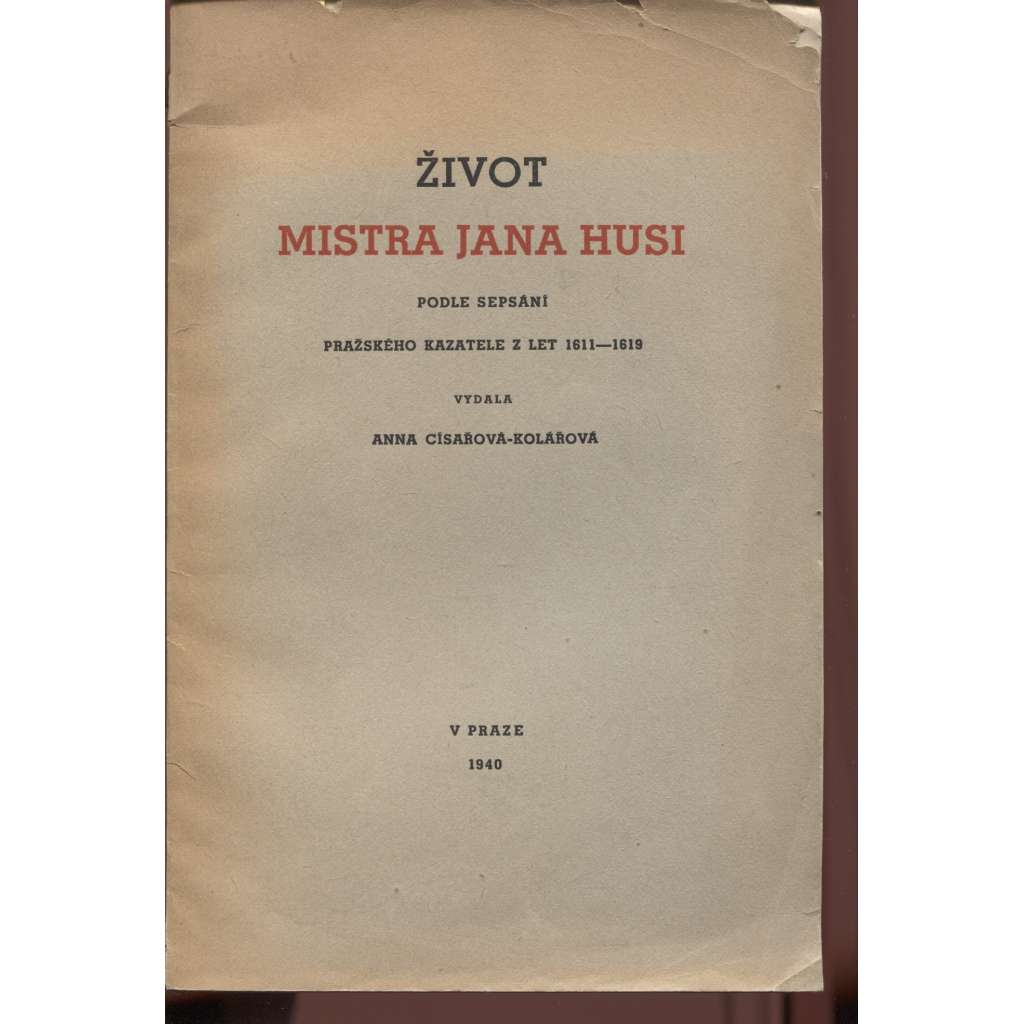 ŽIVOT
MISTRA JANA HUSI
PODLE SEPSÁNÍ
PRAŽSKÉHO KAZATELE Z LET 1611—1619
VYDALA
ANNA CÍSAŘOVÁ-KOLÁŘOVÁ
V PRAZE
1940